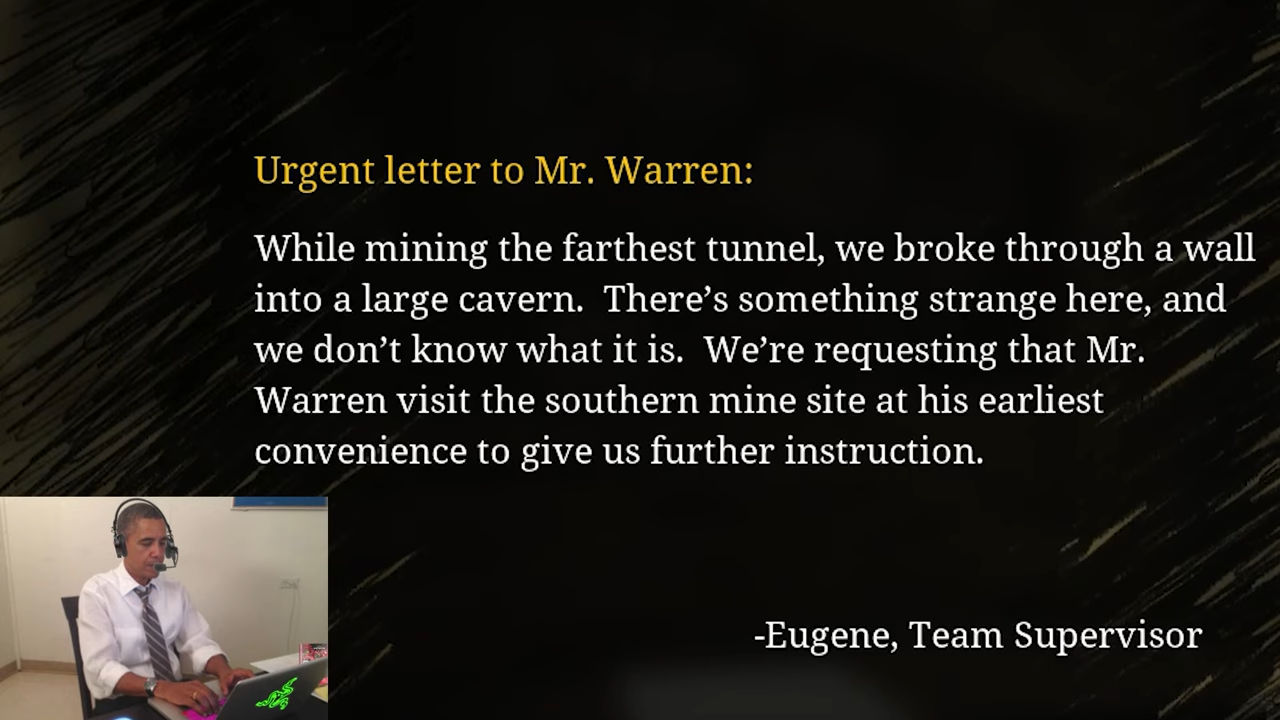 Urgent letter to Mr. Warren:
While mining the farthest tunnel, we broke through a wall
into a large cavern.  There’s something strange here, and
we don’t know what it is.  We’re requesting that Mr.
Warren visit the southern mine site at his earliest
convenience to give us further instruction.
-Eugene, Team Supervisor